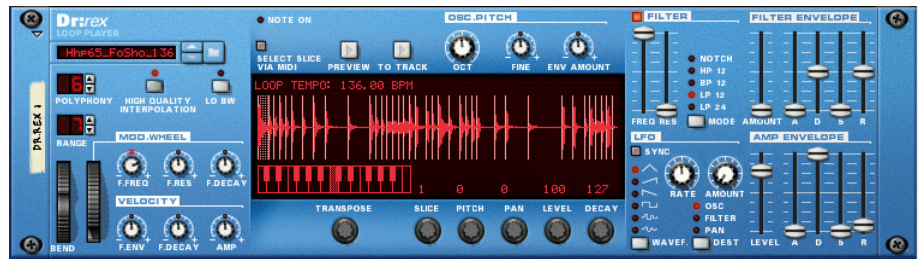 Dr:rex
LOOP PLAYER
Hhp65_FoSho_136
6
POLYPHONY
HIGH QUALITY
INTERPOLATION
LO BW
7
RANGE
DR.REX 1
MOD.WHEEL
F.FREQ F.RES F.DECAY
VELOCITY
F.ENV F.DECAY AMP
BEND
NOTE ON
SELECT SLICE
VIA MIDI
PREVIEW TO TRACK
OSC.PITCH
OCT FINE ENV AMOUNT
LOOP TEMPO: 136.00 BPM
1 0 0 100 127
TRANSPOSE SLICE PITCH PAN LEVEL DECAY
FILTER
NOTCH
HP 12
BP 12
LP 12
LP 24
FREQ RES MODE
FILTER ENVELOPE
AMOUNT A D S R
LFO
SYNC
RATE AMOUNT
OSC
FILTER
PAN
WAVEF. DEST
AMP ENVELOPE
LEVEL A D S R